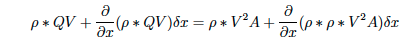 ρ ∗ QV + ∂/∂x (ρ ∗ QV)δx = ρ ∗ V²A + ∂/∂x (ρ ∗ ρ ∗ V²A)δx